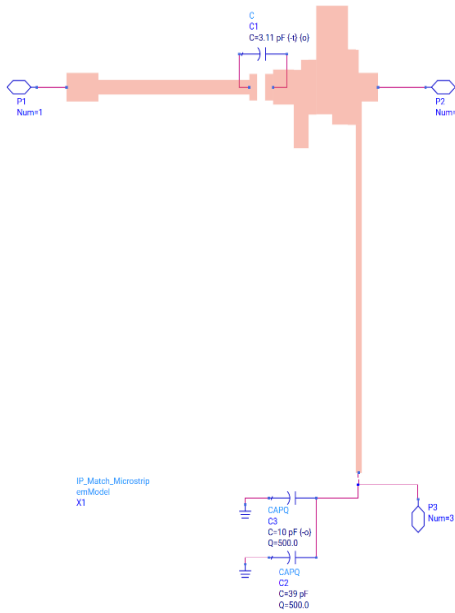 C
C1
C=3.11 pF {-t} {o}
P1
Num=1
P2
Num=
IP_Match_Microstrip
emModel
X1
CAPQ
C3
C=10 pF {-o}
Q=500.0
P3
Num=3
CAPQ
C2
C=39 pF
Q=500.0